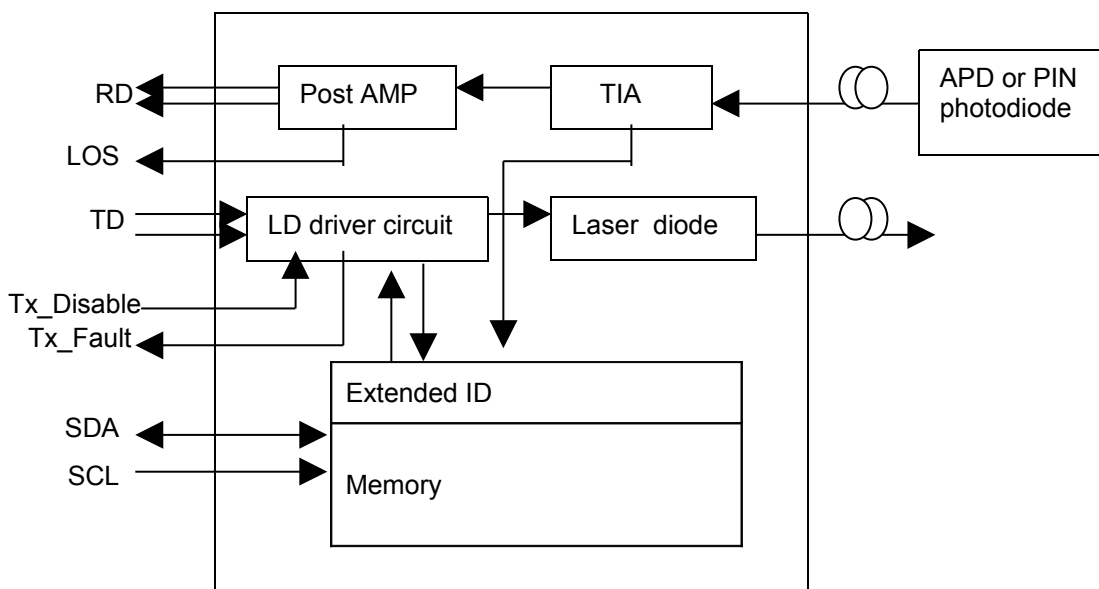 RD
Post AMP
TIA
APD or PIN
photodiode
LOS
TD
LD driver circuit
Laser diode
Tx_Disable
Tx_Fault
Extended ID
SDA
SCL
Memory